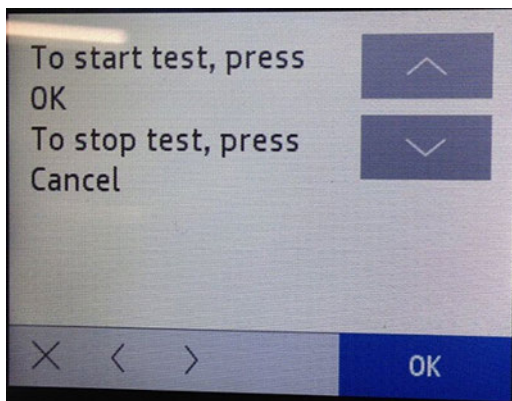 To start test, press
OK
To stop test, press
Cancel
OK